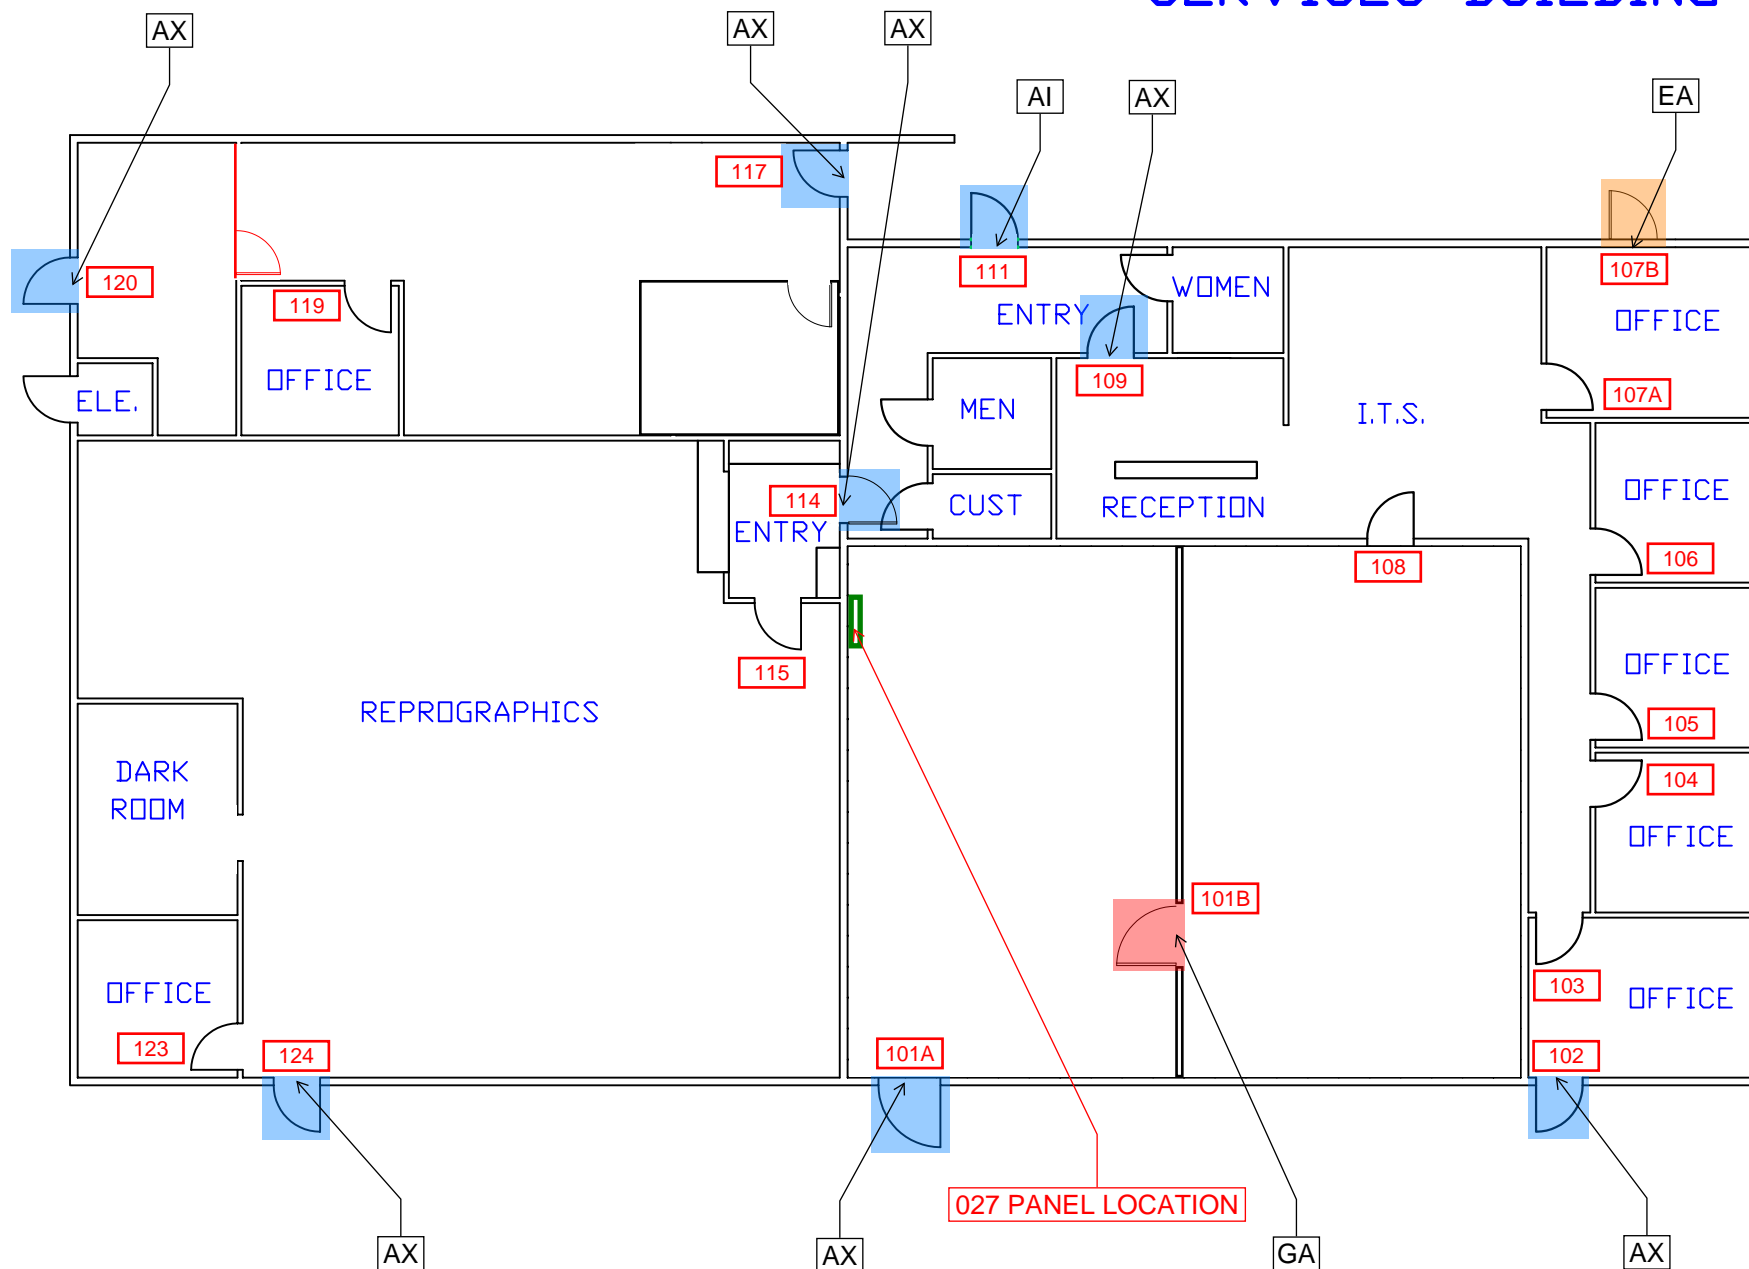 SERVICES BUILDING
AX
AX
AX
AI
AX
EA
117
120
119
111
107B
WOMEN
ENTRY
OFFICE
109
OFFICE
ELE.
MEN
I.T.S.
107A
114
CUST
RECEPTION
OFFICE
ENTRY
108
106
115
OFFICE
REPROGRAPHICS
105
DARK
ROOM
104
OFFICE
101B
OFFICE
103
OFFICE
123
124
101A
102
027 PANEL LOCATION
AX
AX
GA
AX